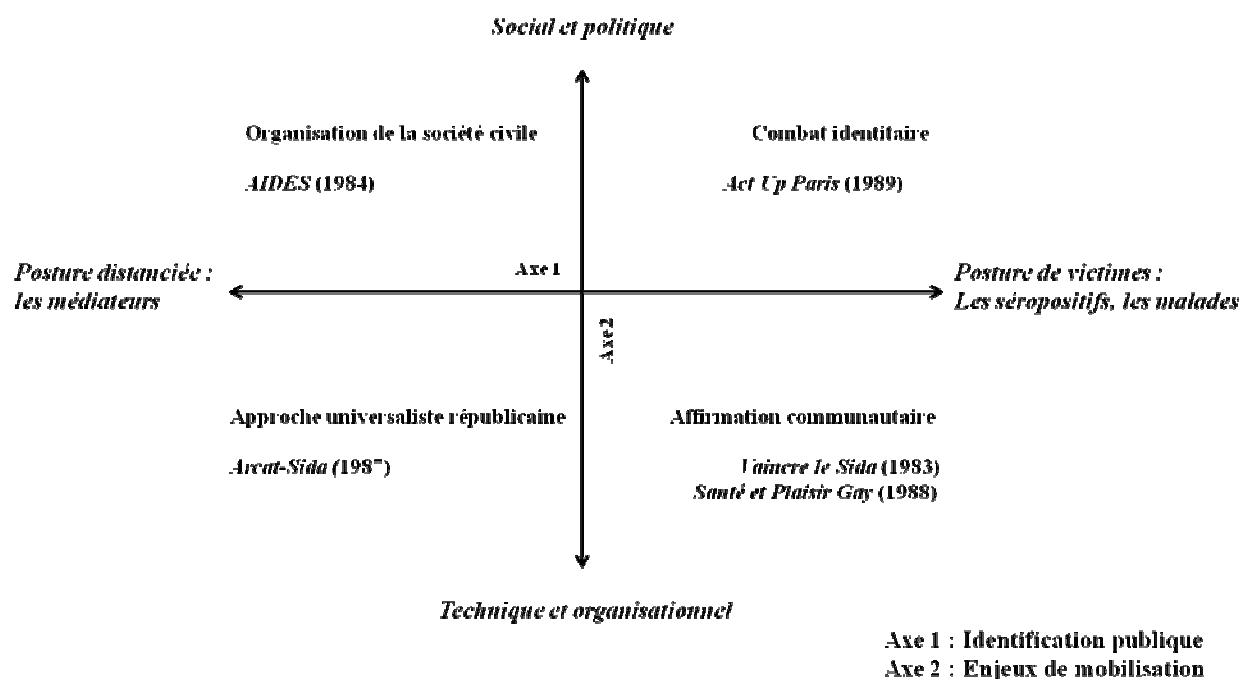 Social et politique
Organisation de la société civile
Combat identitaire
AIDES (1984)
Act Up Paris (1989)
Axe 1
Posture distanciée :
les médiateurs
Posture de victimes :
Les séropositifs, les malades
Axe 2
Approche universaliste républicaine
Affirmation communautaire
Arcat-Sida
Vaincre le Sida (1983)
Santé et Plaisir Gay (1988)
Technique et organisationnel
Axe 1 : Identification publique
Axe 2 : Enjeux de mobilisation